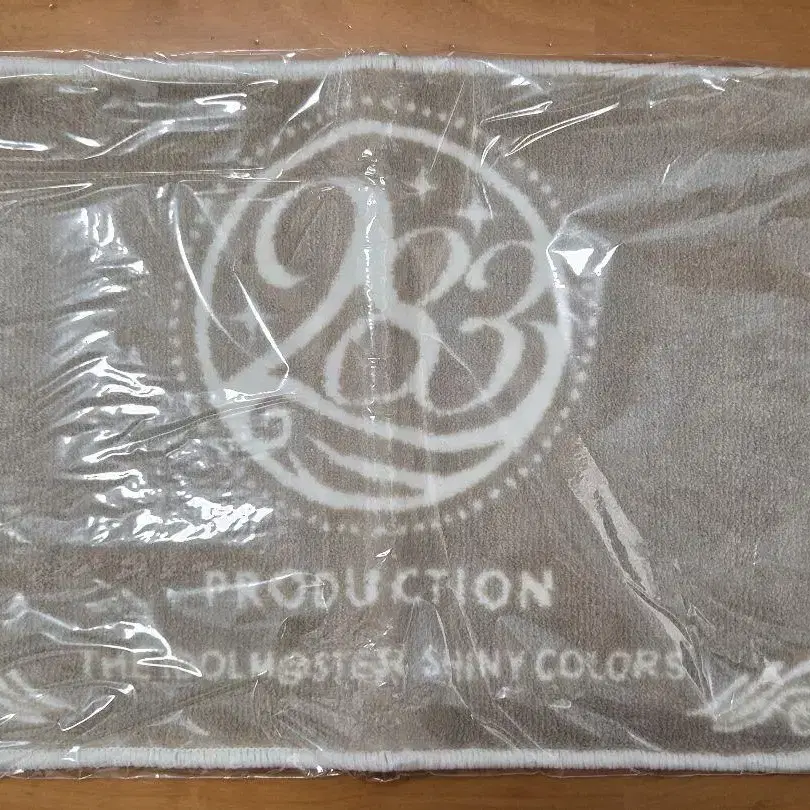 283
PRODUCTION
THE IDOLM@STER SHINY COLORS